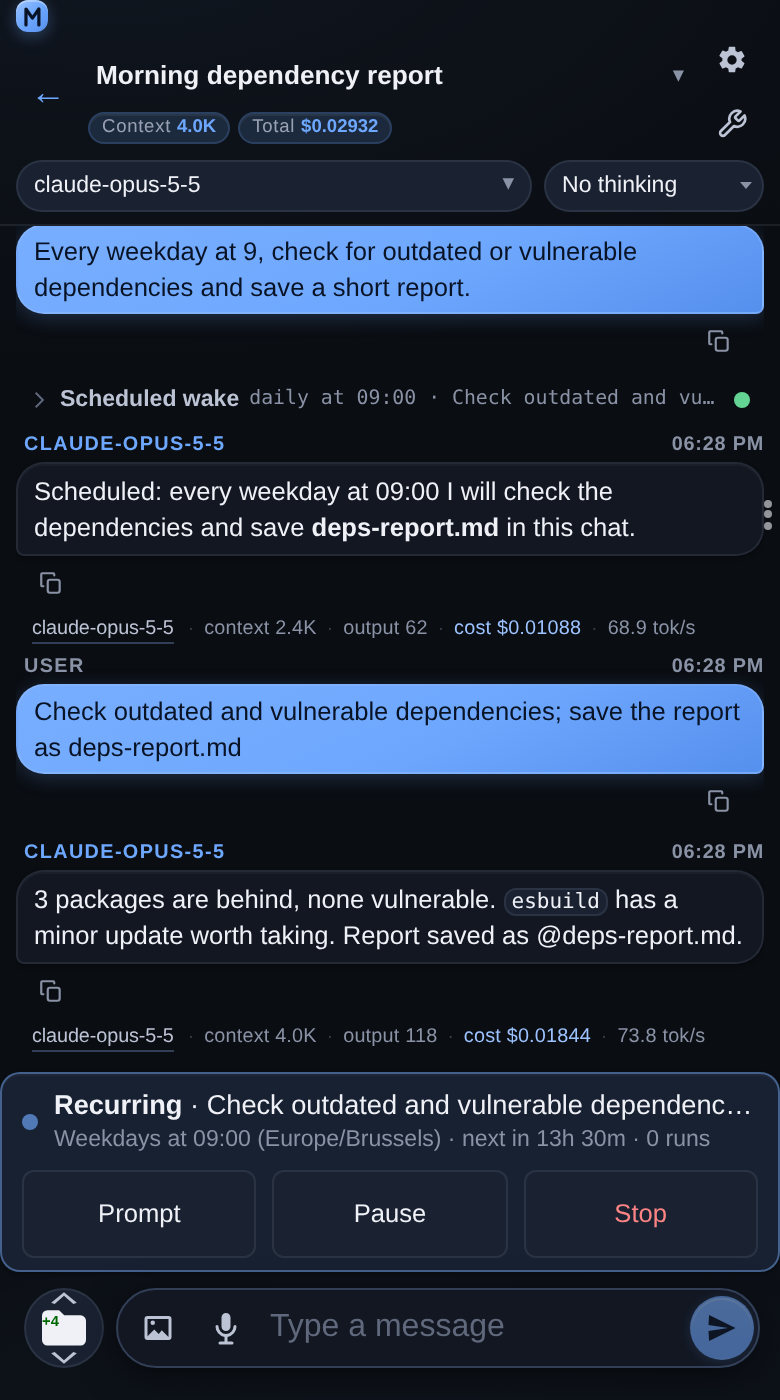 M
Morning dependency report ▼
← Context 4.0K Total $0.02932
claude-opus-5-5 ▼ No thinking
Every weekday at 9, check for outdated or vulnerable
dependencies and save a short report.
Scheduled wake daily at 09:00 · Check outdated and vu…
CLAUDE-OPUS-5-5 06:28 PM
Scheduled: every weekday at 09:00 I will check the
dependencies and save deps-report.md in this chat.
claude-opus-5-5 · context 2.4K · output 62 · cost $0.01088 · 68.9 tok/s
USER 06:28 PM
Check outdated and vulnerable dependencies; save the report
as deps-report.md
CLAUDE-OPUS-5-5 06:28 PM
3 packages are behind, none vulnerable. esbuild has a
minor update worth taking. Report saved as @deps-report.md.
claude-opus-5-5 · context 4.0K · output 118 · cost $0.01844 · 73.8 tok/s
Recurring · Check outdated and vulnerable dependenc…
Weekdays at 09:00 (Europe/Brussels) · next in 13h 30m · 0 runs
Prompt Pause Stop
+4 Type a message